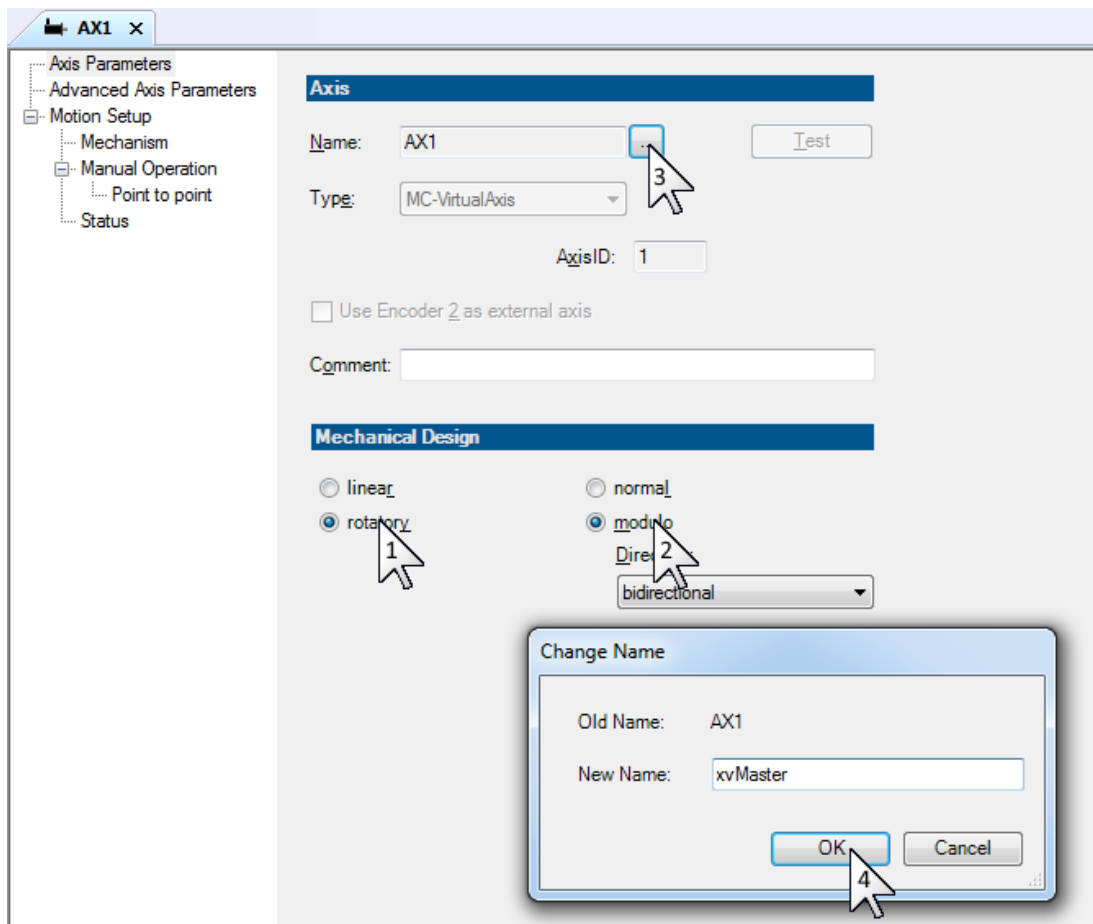 AX1
Axis Parameters
Advanced Axis Parameters
Motion Setup
Mechanism
Manual Operation
Point to point
Status
Axis
Name: AX1 ... Test
3
Type: MC-VirtualAxis
AxisID: 1
Use Encoder 2 as external axis
Comment:
Mechanical Design
linear normal
rotatory modulo
1 2
bidirectional
Change Name
Old Name: AX1
New Name: xvMaster
OK Cancel
4